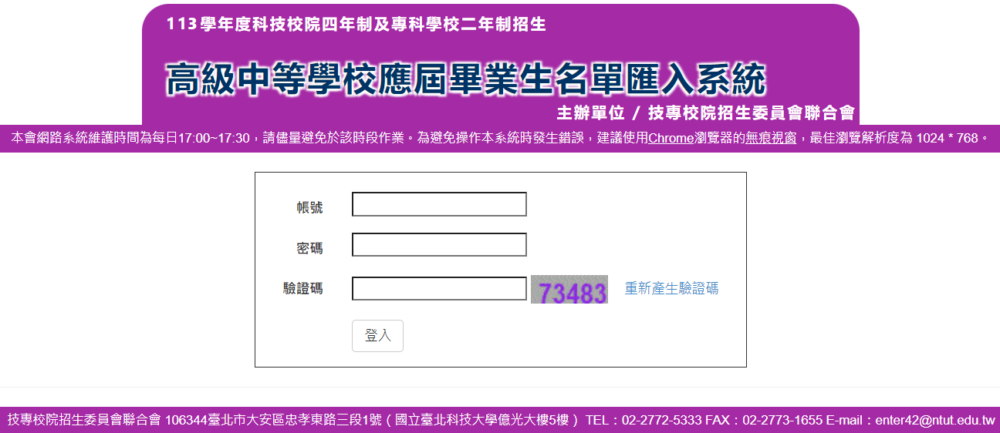 113學年度科技校院四年制及專科學校二年制招生
高級中等學校應屆畢業生名單匯入系統
主辦單位 / 技專校院招生委員會聯合會
本會網路系統維護時間為每日17:00~17:30，請儘量避免於該時段作業。為避免操作本系統時發生錯誤，建議使用Chrome瀏覽器的無痕視窗，最佳瀏覽解析度為 1024 * 768。
帳號
密碼
驗證碼 73483 重新產生驗證碼
登入
技專校院招生委員會聯合會 106344臺北市大安區忠孝東路三段1號（國立臺北科技大學億光大樓5樓） TEL：02-2772-5333 FAX：02-2773-1655 E-mail：enter42@ntut.edu.tw